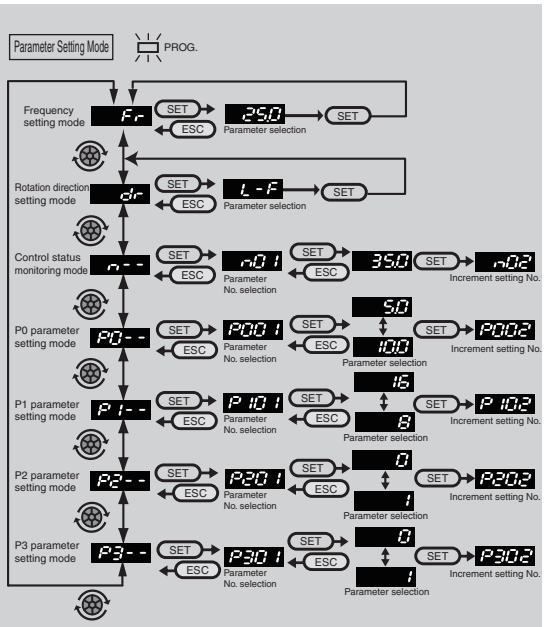 Parameter Setting Mode PROG.
Frequency
setting mode
Fr SET ESC 25.0 SET
Parameter selection
Rotation direction
setting mode
dr SET ESC L-F SET
Parameter selection
Control status
monitoring mode
n-- SET ESC n01 SET ESC 35.0 SET n02
Parameter
No. selection
Increment setting No.
P0 parameter
setting mode
P0-- SET ESC P001 SET ESC 5.0 10.0 SET P002
Parameter
No. selection
Parameter selection
Increment setting No.
P1 parameter
setting mode
P1-- SET ESC P101 SET ESC 16 8 SET P102
Parameter
No. selection
Parameter selection
Increment setting No.
P2 parameter
setting mode
P2-- SET ESC P201 SET ESC 0 1 SET P202
Parameter
No. selection
Parameter selection
Increment setting No.
P3 parameter
setting mode
P3-- SET ESC P301 SET ESC 0 1 SET P302
Parameter
No. selection
Parameter selection
Increment setting No.